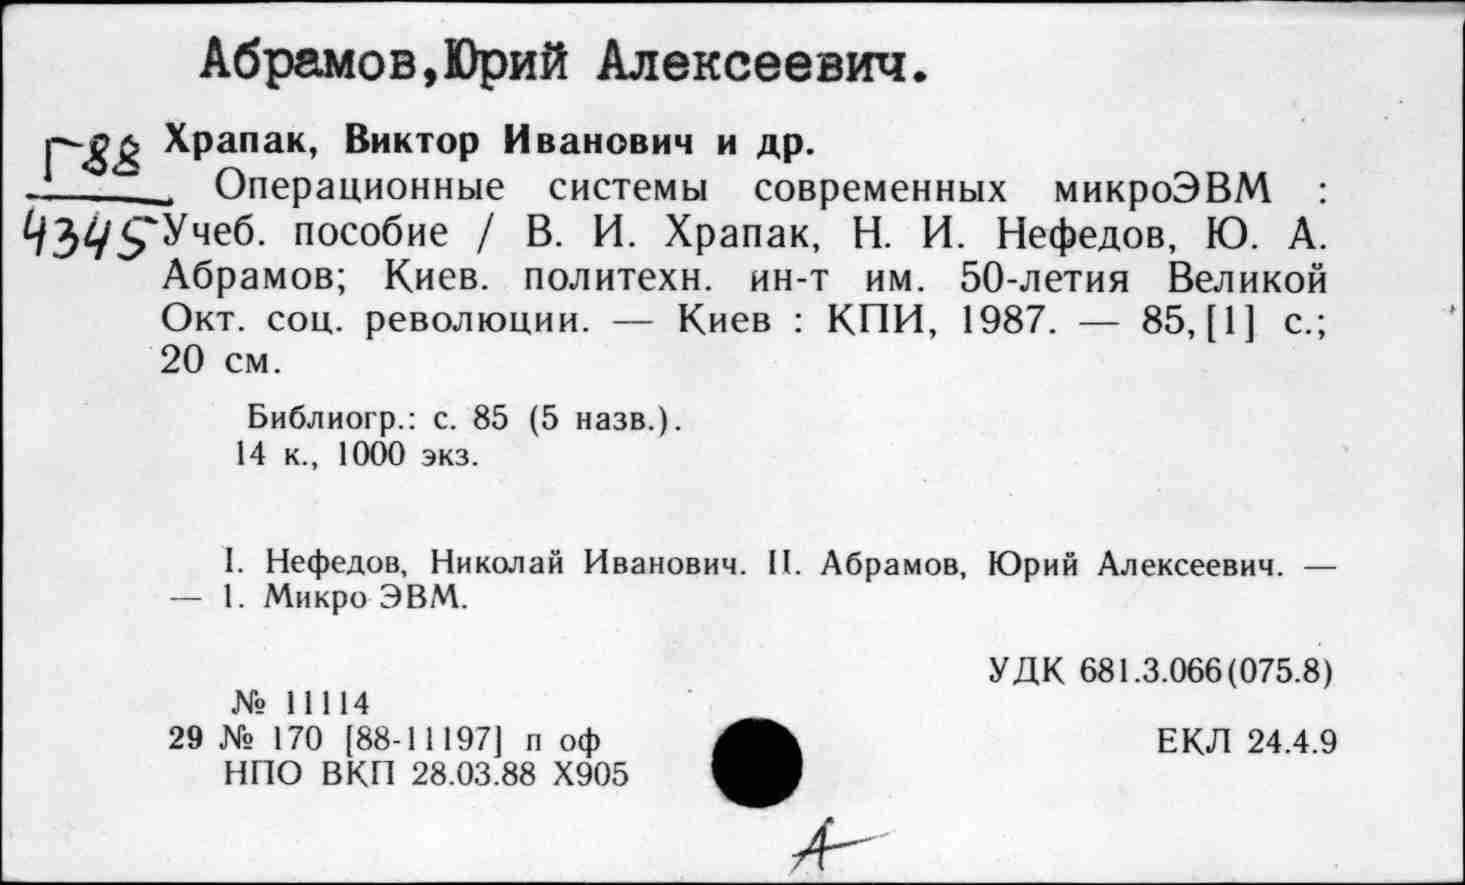 Абрамов,Юрий Алексеевич.
Г88
4345
Храпак, Виктор Иванович и др.
Операционные системы современных микроЭВМ :
Учеб. пособие / В. И. Храпак, Н. И. Нефедов, Ю. А.
Абрамов; Киев. политехн. ин-т им. 50-летия Великой
Окт. соц. революции. — Киев : КПИ, 1987. — 85,[1] с.;
20 см.
Библиогр.: с. 85 (5 назв.).
14 к., 1000 экз.
I. Нефедов, Николай Иванович. II. Абрамов, Юрий Алексеевич. —
— 1. Микро ЭВМ.
УДК 681.3.066(075.8)
№ 11114
29 № 170 [88-11197] п оф
ЕКЛ 24.4.9
НПО ВКП 28.03.88 Х905
А